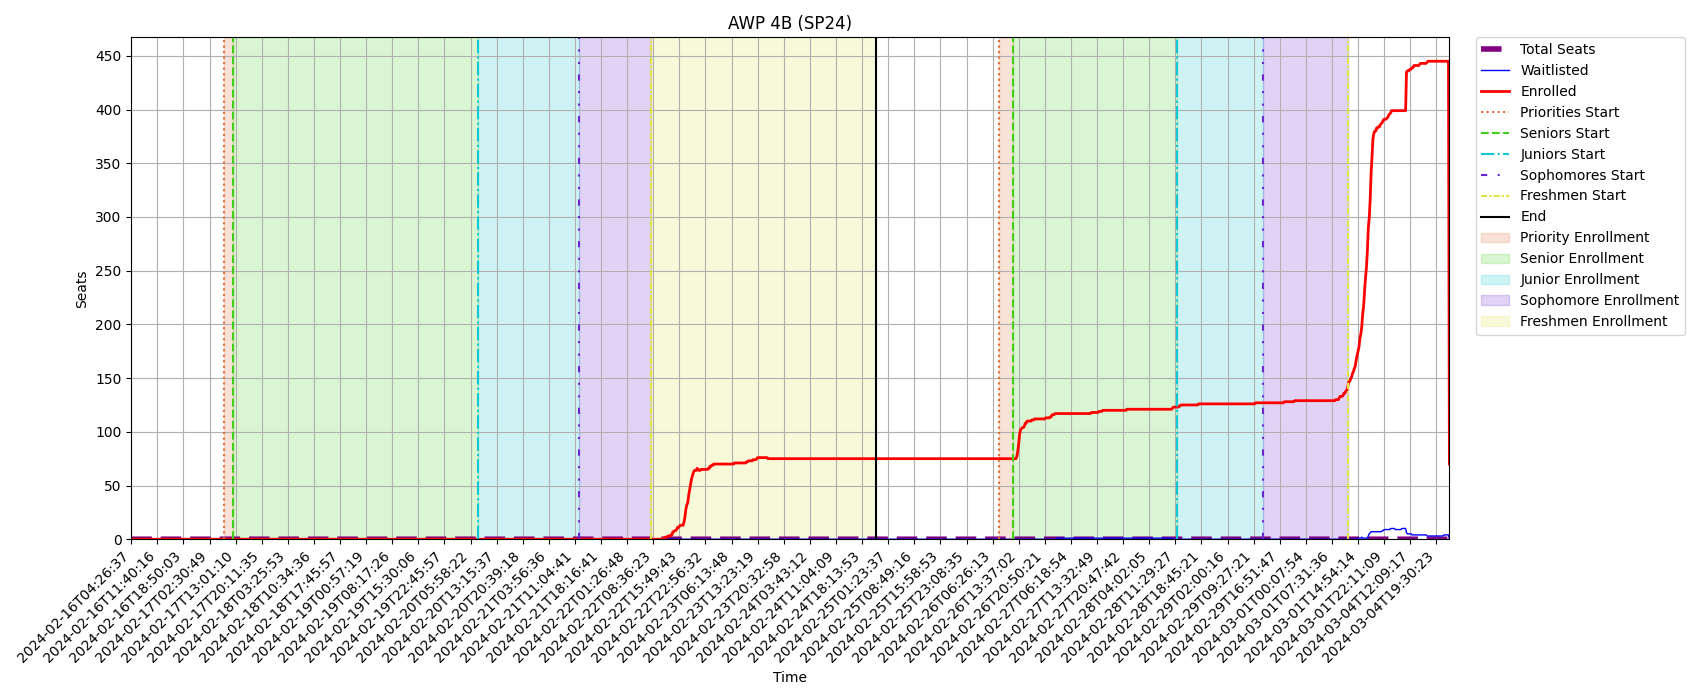 AWP 4B (SP24)
Seats
450
400
350
300
250
200
150
100
50
0
2024-02-16T04:26:37
2024-02-16T11:40:16
2024-02-16T18:50:03
2024-02-17T02:30:49
2024-02-17T13:01:10
2024-02-17T20:11:35
2024-02-18T03:25:53
2024-02-18T10:34:36
2024-02-18T17:45:57
2024-02-19T00:57:19
2024-02-19T08:17:26
2024-02-19T15:30:06
2024-02-19T22:45:57
2024-02-20T05:58:22
2024-02-20T13:15:37
2024-02-20T20:39:18
2024-02-21T03:56:36
2024-02-21T11:04:41
2024-02-21T18:16:41
2024-02-22T01:26:48
2024-02-22T08:36:23
2024-02-22T15:49:43
2024-02-22T22:56:32
2024-02-23T06:13:48
2024-02-23T13:23:19
2024-02-23T20:32:58
2024-02-24T03:43:12
2024-02-24T11:04:09
2024-02-24T18:13:53
2024-02-25T01:23:37
2024-02-25T08:49:16
2024-02-25T15:58:53
2024-02-25T23:08:35
2024-02-26T06:26:13
2024-02-26T13:37:02
2024-02-26T20:50:21
2024-02-27T06:18:54
2024-02-27T13:32:49
2024-02-27T20:47:42
2024-02-28T04:02:05
2024-02-28T11:29:27
2024-02-28T18:45:21
2024-02-29T02:00:16
2024-02-29T09:27:21
2024-02-29T16:51:47
2024-03-01T00:07:54
2024-03-01T07:31:36
2024-03-01T14:54:14
2024-03-01T22:11:09
2024-03-04T12:09:17
2024-03-04T19:30:23
Time
Total Seats
Waitlisted
Enrolled
Priorities Start
Seniors Start
Juniors Start
Sophomores Start
Freshmen Start
End
Priority Enrollment
Senior Enrollment
Junior Enrollment
Sophomore Enrollment
Freshmen Enrollment